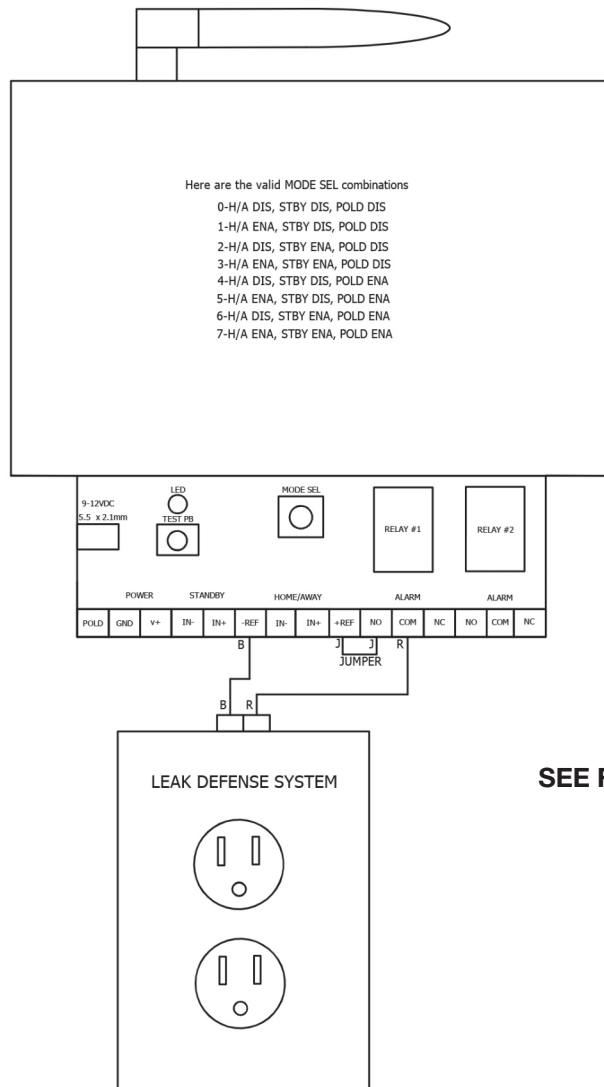 Here are the valid MODE SEL combinations
0-H/A DIS, STBY DIS, POLD DIS
1-H/A ENA, STBY DIS, POLD DIS
2-H/A DIS, STBY ENA, POLD DIS
3-H/A ENA, STBY ENA, POLD DIS
4-H/A DIS, STBY DIS, POLD ENA
5-H/A ENA, STBY DIS, POLD ENA
6-H/A DIS, STBY ENA, POLD ENA
7-H/A ENA, STBY ENA, POLD ENA
LED MODE SEL
9-12VDC
5.5 x 2.1mm TEST PB
RELAY #1 RELAY #2
POWER STANDBY HOME/AWAY ALARM ALARM
POLD GND v+ IN- IN+ -REF IN- IN+ +REF NO COM NC NO COM NC
B J J R
JUMPER
B R
LEAK DEFENSE SYSTEM
SEE